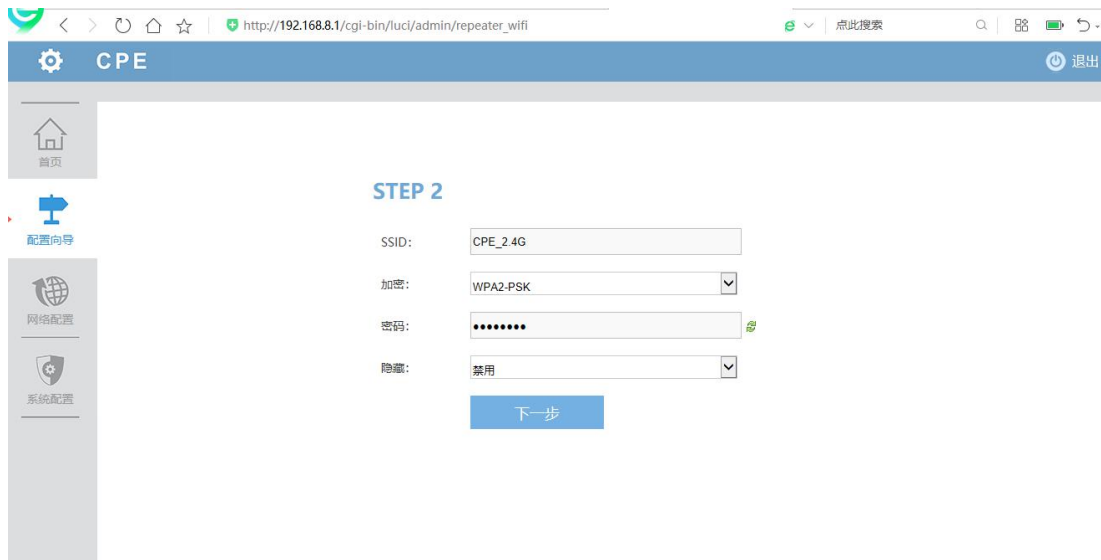 http://192.168.8.1/cgi-bin/luci/admin/repeater_wifi
点此搜索
CPE
退出
首页
配置向导
网络配置
系统配置
STEP 2
SSID:
CPE_2.4G
加密:
WPA2-PSK
密码:
••••••••
隐藏:
禁用
下一步